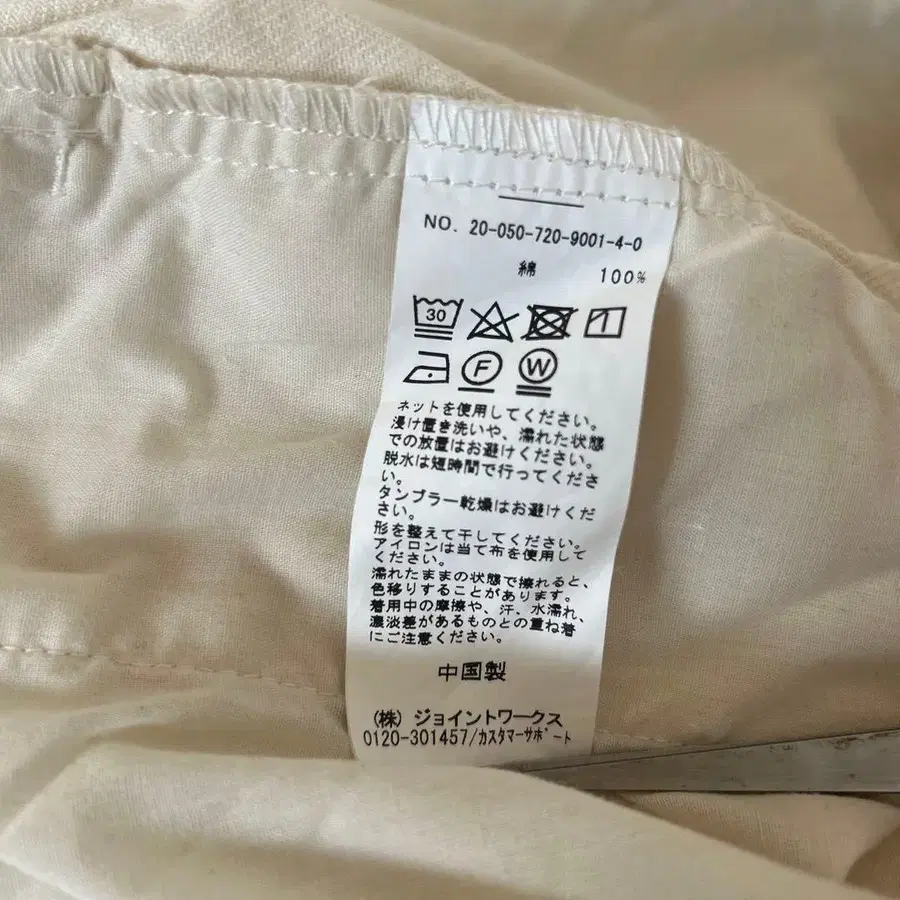 NO. 20-050-720-9001-4-0
綿 100%
30
F
W
ネットを使用してください。
浸け置き洗いや、濡れた状態
での放置はお避けください。
脱水は短時間で行ってくださ
い。
タンブラー乾燥はお避けくだ
さい。
形を整えて干してください。
アイロンは当て布を使用して
ください。
濡れたままの状態で擦れると、
色移りすることがあります。
着用中の摩擦や、汗、水濡れ、
濃淡差があるものとの重ね着
にご注意ください。
中国製
(株) ジョイントワークス
0120-301457/カスタマーサポート